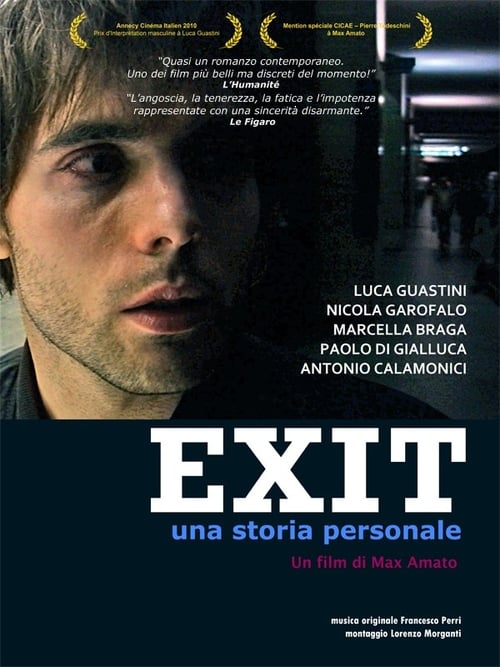 Annecy Cinéma Italien 2010
Prix d'Interprétation masculine à Luca Guastini
Mention spéciale CICAE – Pierre Todeschini
à Max Amato
“Quasi un romanzo contemporaneo.
Uno dei film più belli ma discreti del momento!”
L'Humanité
“L'angoscia, la tenerezza, la fatica e l'impotenza
rappresentate con una sincerità disarmante.”
Le Figaro
LUCA GUASTINI
NICOLA GAROFALO
MARCELLA BRAGA
PAOLO DI GIALLUCA
ANTONIO CALAMONICI
EXIT
una storia personale
Un film di Max Amato
musica originale Francesco Perri
montaggio Lorenzo Morganti